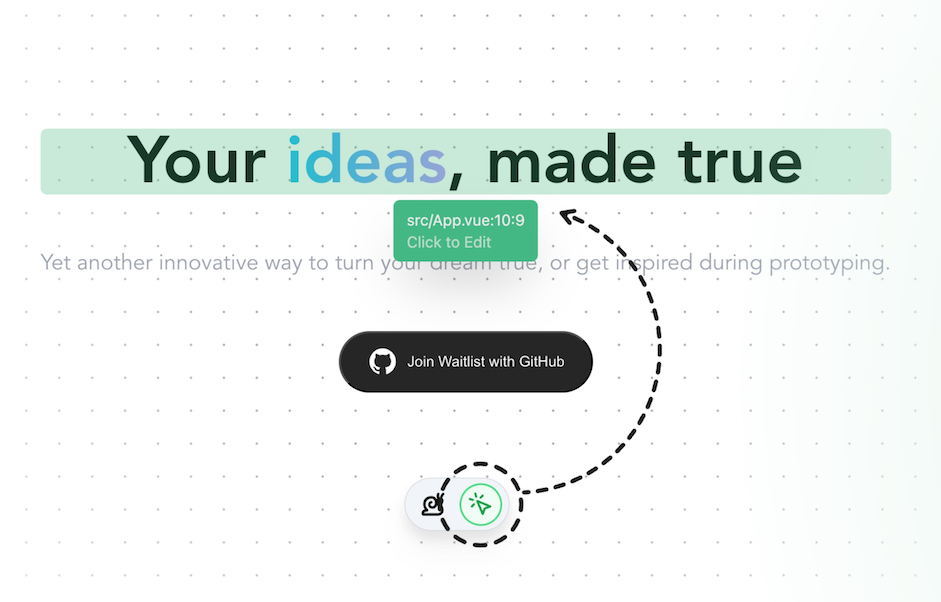 Your ideas, made true
src/App.vue:10:9
Click to Edit
Yet another innovative way to turn your dream true, or get inspired during prototyping.
Join Waitlist with GitHub